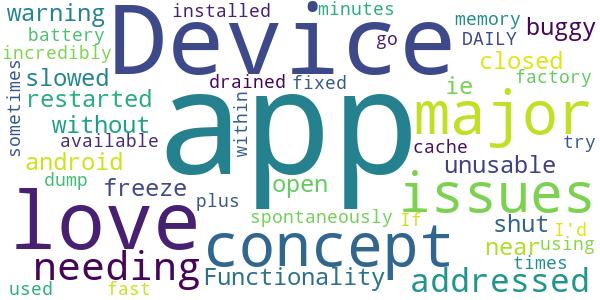 warning installed minutes go memory buggy
battery Device DAILY
incredibly closed
slowed drained fixed ie factory
restarted app major
sometimes without within try
available cache
android unusable
dump freeze open issues
love plus spontaneously If shut I'd
concept near using
needing Functionality times
addressed
used fast